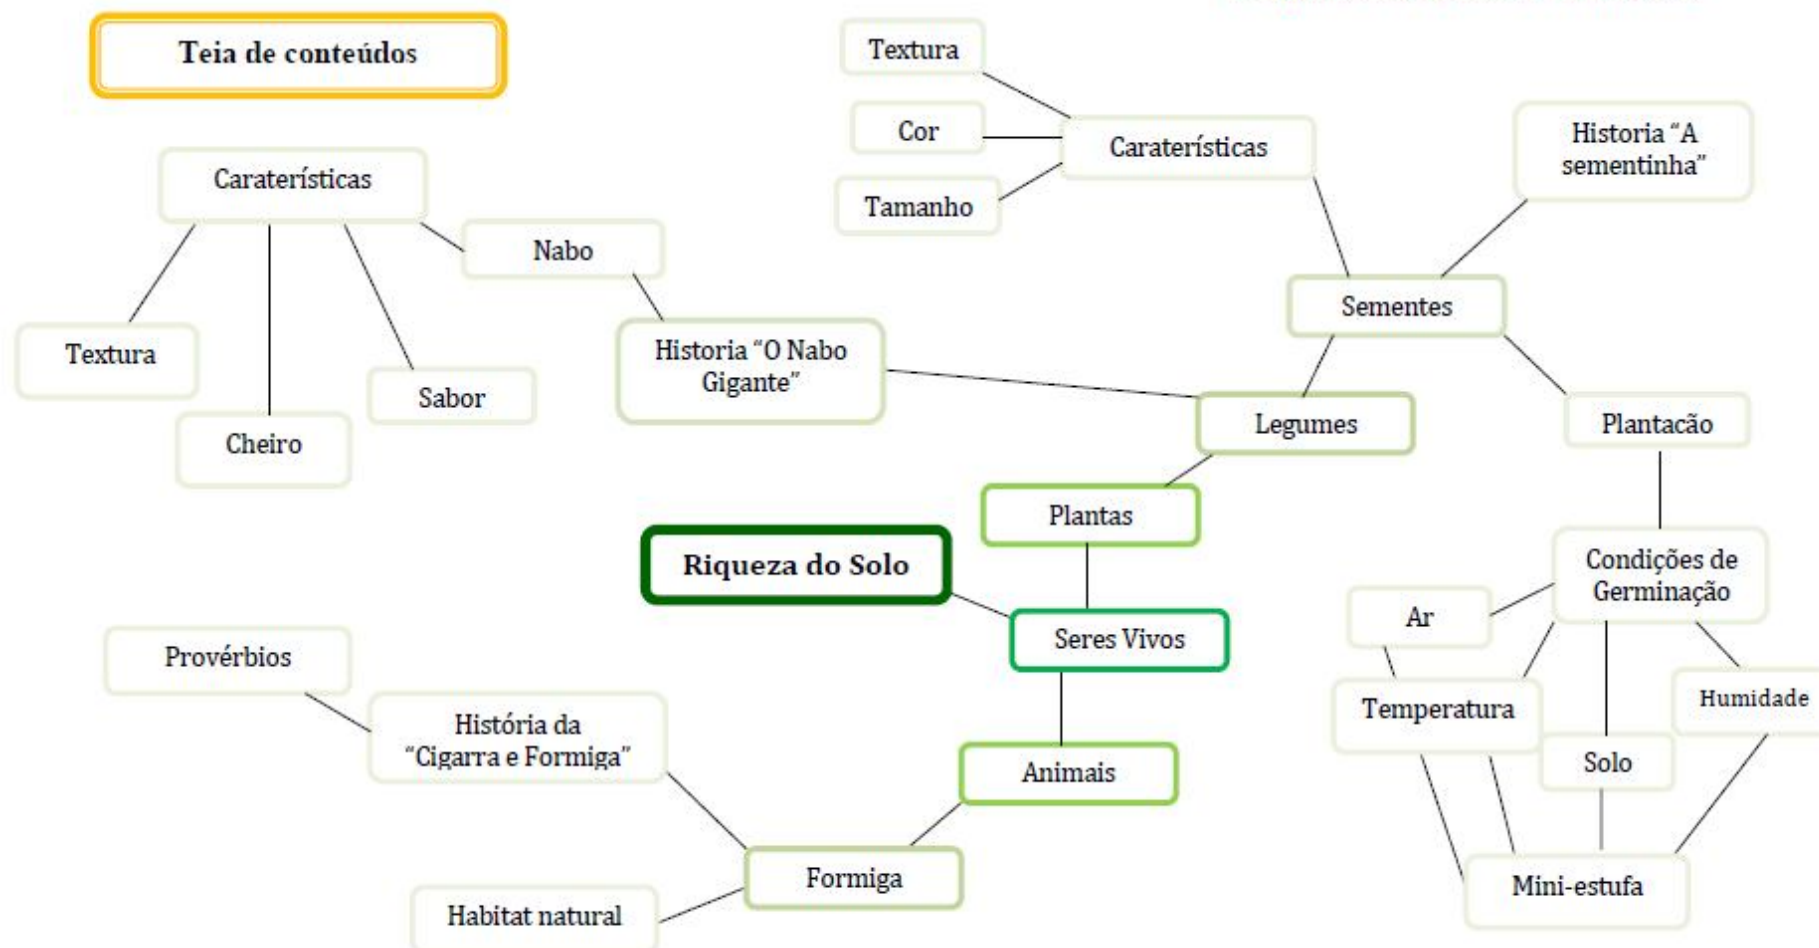 Teia de conteúdos
Textura
Cor
Tamanho
Caraterísticas
Historia “A
sementinha”
Caraterísticas
Nabo
Sementes
Textura
Cheiro
Sabor
Historia “O Nabo
Gigante”
Legumes
Plantacão
Plantas
Riqueza do Solo
Seres Vivos
Condições de
Germinação
Ar
Temperatura
Humidade
Solo
Mini-estufa
Provérbios
História da
“Cigarra e Formiga”
Animais
Formiga
Habitat natural